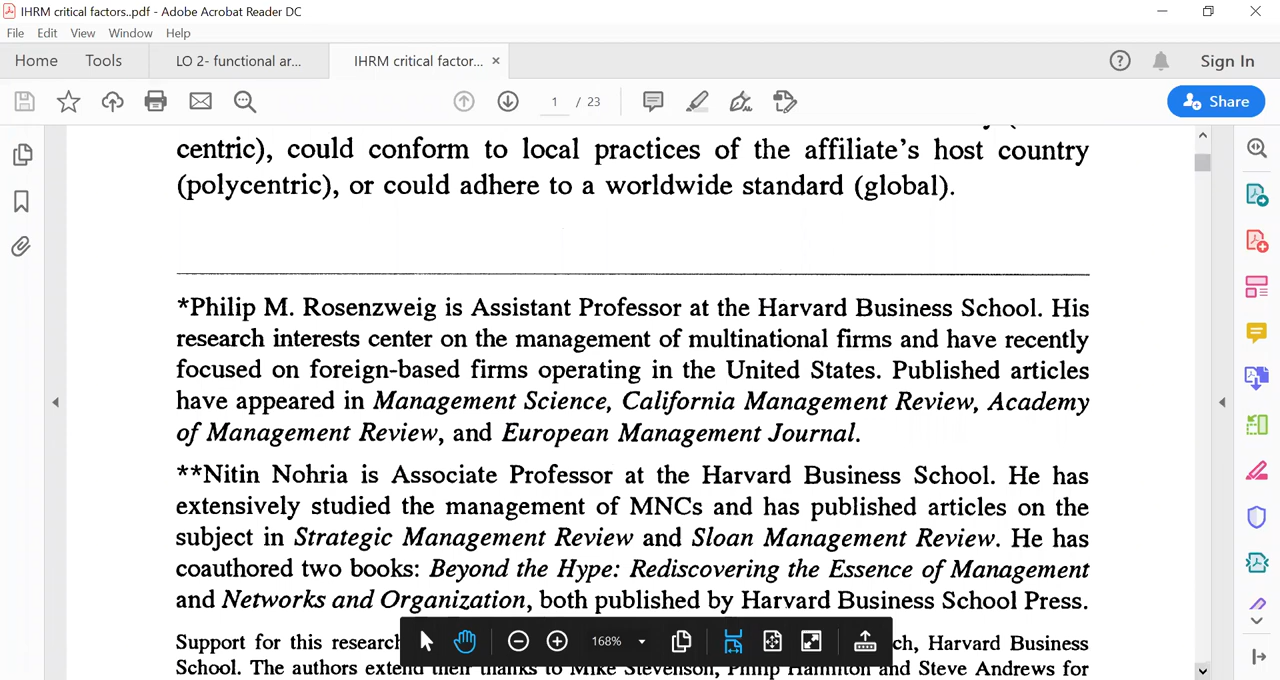 IHRM critical factors..pdf - Adobe Acrobat Reader DC
File Edit View Window Help
Home Tools LO 2- functional ar... IHRM critical factor... × Sign In
1 / 23 Share
centric), could conform to local practices of the affiliate's host country
(polycentric), or could adhere to a worldwide standard (global).
*Philip M. Rosenzweig is Assistant Professor at the Harvard Business School. His
research interests center on the management of multinational firms and have recently
focused on foreign-based firms operating in the United States. Published articles
have appeared in Management Science, California Management Review, Academy
of Management Review, and European Management Journal.
**Nitin Nohria is Associate Professor at the Harvard Business School. He has
extensively studied the management of MNCs and has published articles on the
subject in Strategic Management Review and Sloan Management Review. He has
coauthored two books: Beyond the Hype: Rediscovering the Essence of Management
and Networks and Organization, both published by Harvard Business School Press.
168%
Support for this research Harvard Business
School. The authors extend their thanks to Mike Stevenson, Philip Hamilton and Steve Andrews for